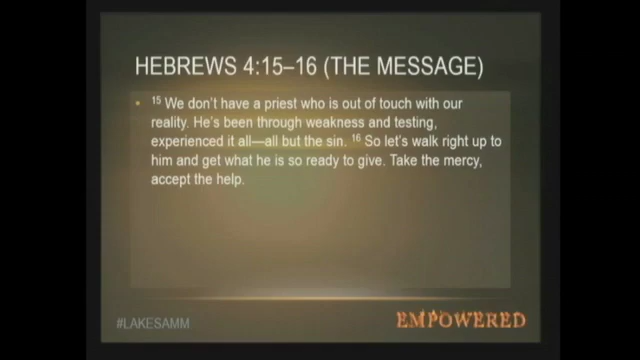 HEBREWS 4:15–16 (THE MESSAGE)
• 15 We don't have a priest who is out of touch with our
reality. He's been through weakness and testing,
experienced it all—all but the sin. 16 So let's walk right up to
him and get what he is so ready to give. Take the mercy,
accept the help.
#LAKESAMM
EMPOWERED